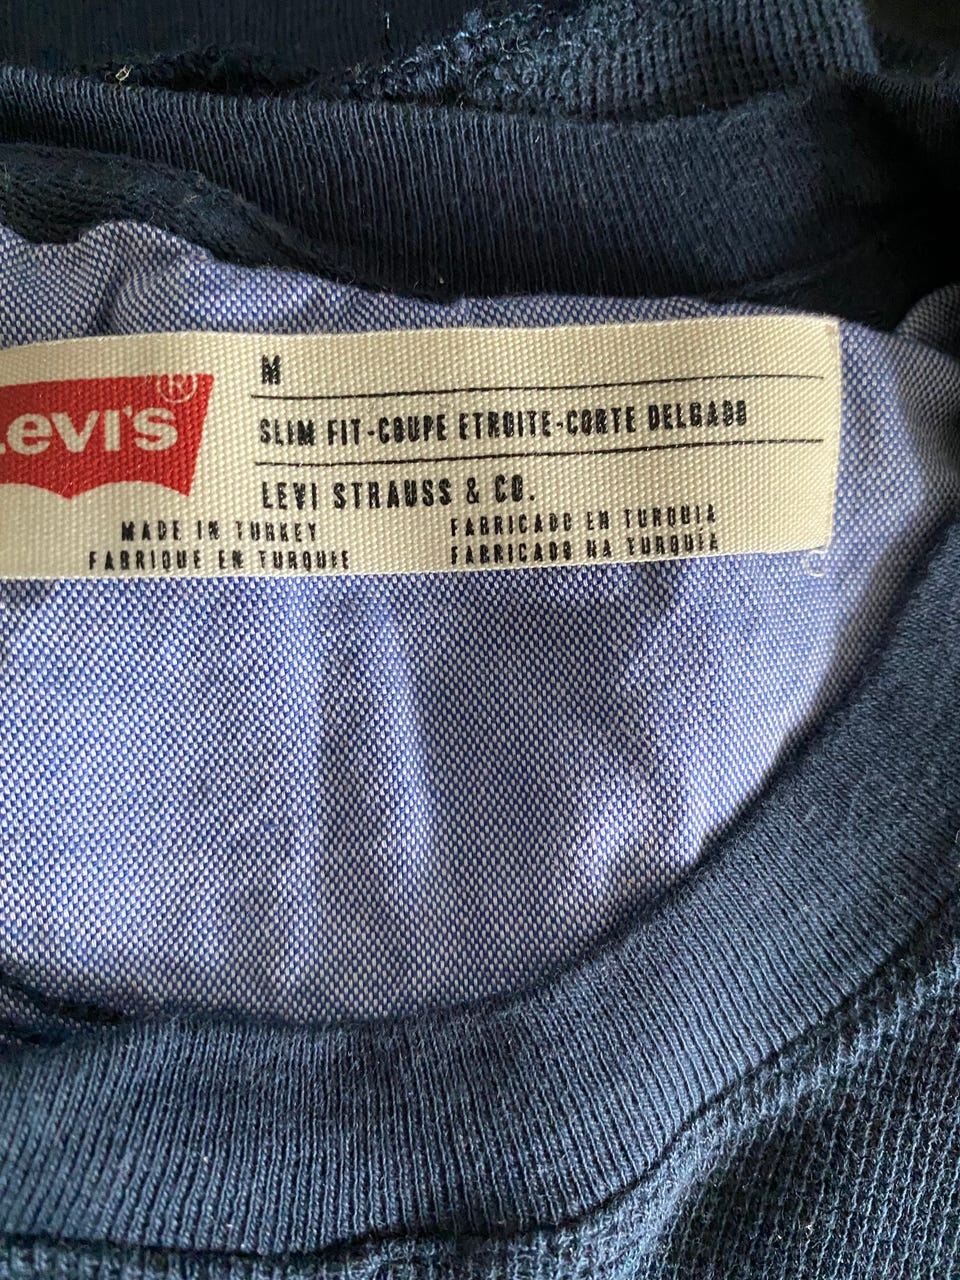 Levi's ®
M
SLIM FIT-COUPE ETROITE-CORTE DELGADO
LEVI STRAUSS & CO.
MADE IN TURKEY
FABRIQUE EN TURQUIE
FABRICADO EN TURQUIA
FABRICADO NA TURQUIA